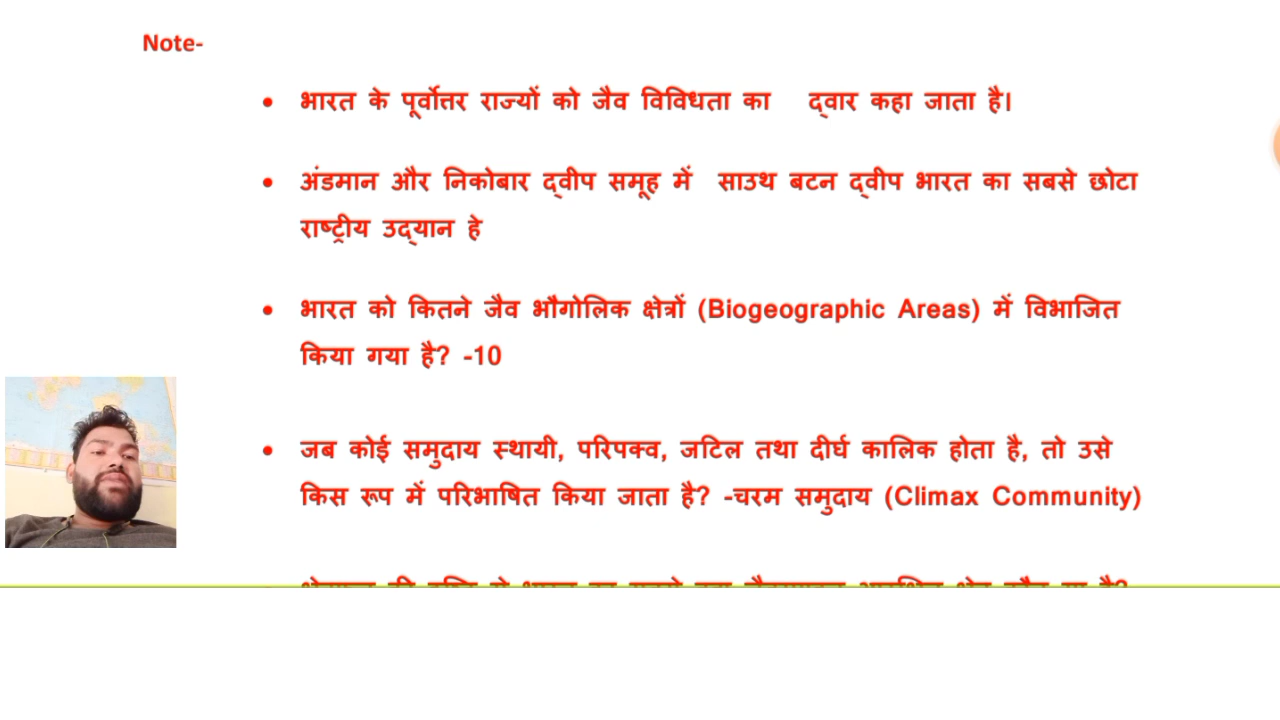 Note-
• भारत के पूर्वोत्तर राज्यों को जैव विविधता का द्वार कहा जाता है।
• अंडमान और निकोबार द्वीप समूह में साउथ बटन द्वीप भारत का सबसे छोटा
राष्ट्रीय उद्यान हे
• भारत को कितने जैव भौगोलिक क्षेत्रों (Biogeographic Areas) में विभाजित
किया गया है? -10
• जब कोई समुदाय स्थायी, परिपक्व, जटिल तथा दीर्घ कालिक होता है, तो उसे
किस रूप में परिभाषित किया जाता है? -चरम समुदाय (Climax Community)